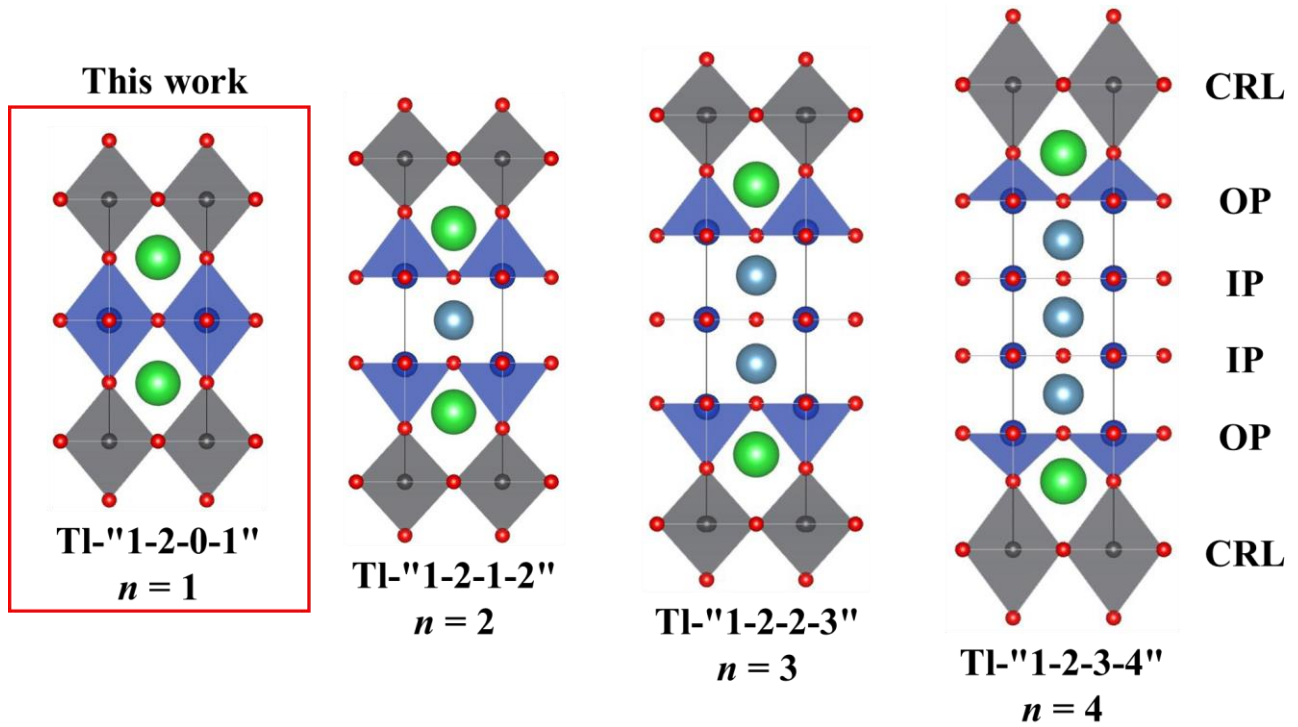 This work
Tl-"1-2-0-1"
n = 1
Tl-"1-2-1-2"
n = 2
Tl-"1-2-2-3"
n = 3
Tl-"1-2-3-4"
n = 4
CRL
OP
IP
IP
OP
CRL